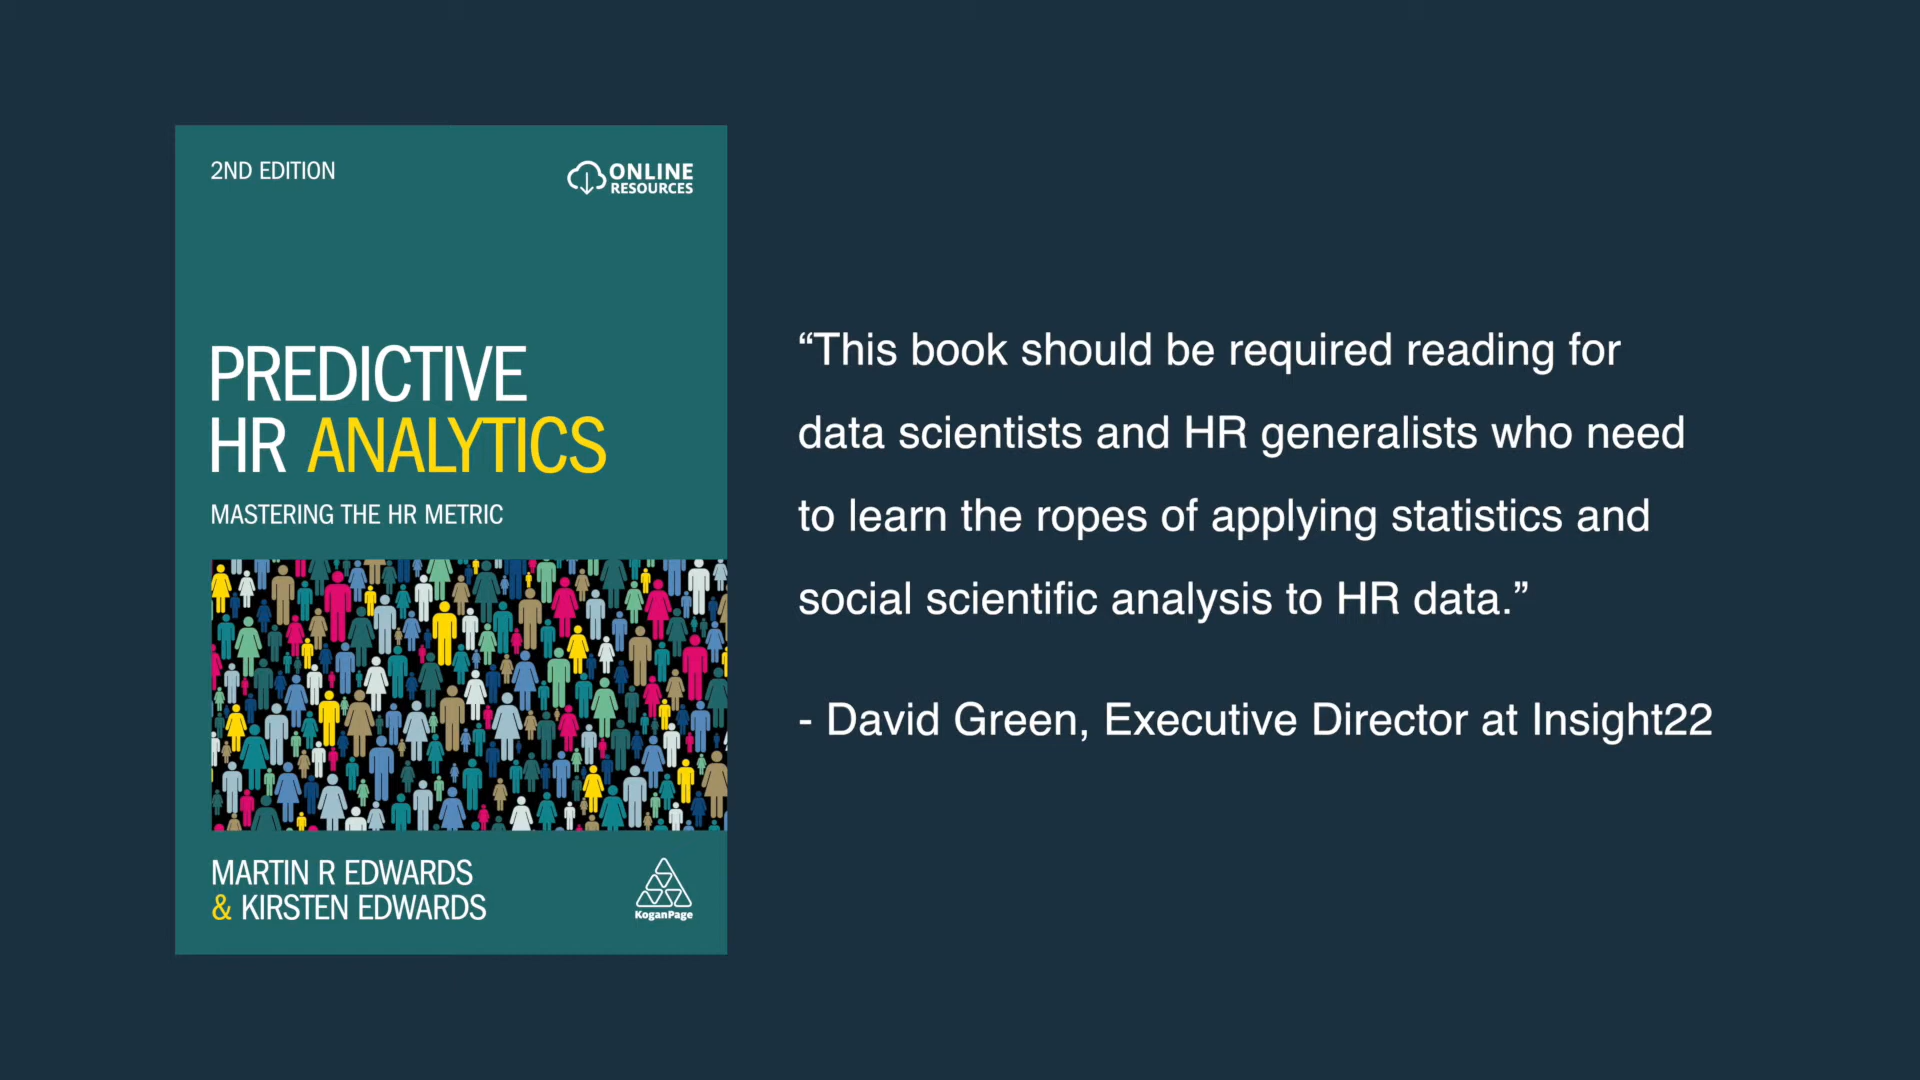 2ND EDITION
ONLINE
RESOURCES
PREDICTIVE
HR ANALYTICS
MASTERING THE HR METRIC
MARTIN R EDWARDS
& KIRSTEN EDWARDS
KoganPage
“This book should be required reading for
data scientists and HR generalists who need
to learn the ropes of applying statistics and
social scientific analysis to HR data.”
- David Green, Executive Director at Insight22